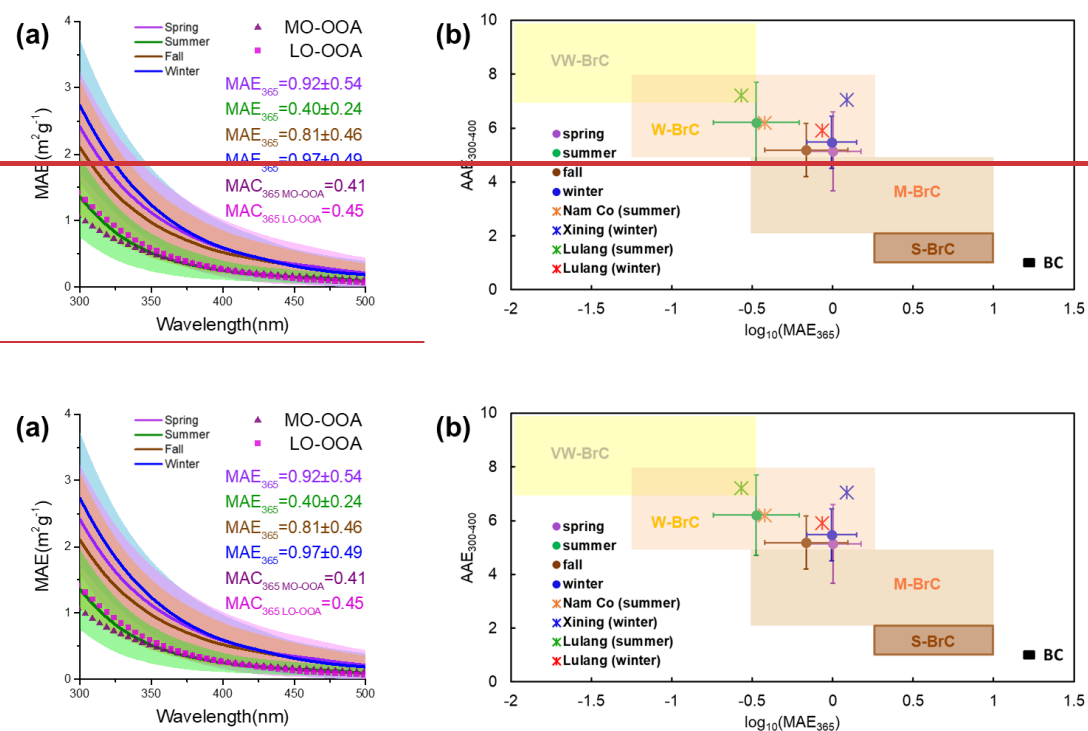 (a)
4
3
2
1
0
MAE(m²g⁻¹)
Spring
Summer
Fall
Winter
MO-OOA
LO-OOA
MAE₃₆₅=0.92±0.54
MAE₃₆₅=0.40±0.24
MAE₃₆₅=0.81±0.46
MAE₃₆₅=0.97±0.49
MAC₃₆₅ MO-OOA=0.41
MAC₃₆₅ LO-OOA=0.45
300 350 400 450 500
Wavelength(nm)
(b)
10
8
6
4
2
0
AAE₃₀₀₋₄₀₀
VW-BrC
W-BrC
M-BrC
S-BrC
BC
spring
summer
fall
winter
Nam Co (summer)
Xining (winter)
Lulang (summer)
Lulang (winter)
-2 -1.5 -1 -0.5 0 0.5 1 1.5
log₁₀(MAE₃₆₅)
(a)
4
3
2
1
0
MAE(m²g⁻¹)
Spring
Summer
Fall
Winter
MO-OOA
LO-OOA
MAE₃₆₅=0.92±0.54
MAE₃₆₅=0.40±0.24
MAE₃₆₅=0.81±0.46
MAE₃₆₅=0.97±0.49
MAC₃₆₅ MO-OOA=0.41
MAC₃₆₅ LO-OOA=0.45
300 350 400 450 500
Wavelength(nm)
(b)
10
8
6
4
2
0
AAE₃₀₀₋₄₀₀
VW-BrC
W-BrC
M-BrC
S-BrC
BC
spring
summer
fall
winter
Nam Co (summer)
Xining (winter)
Lulang (summer)
Lulang (winter)
-2 -1.5 -1 -0.5 0 0.5 1 1.5
log₁₀(MAE₃₆₅)